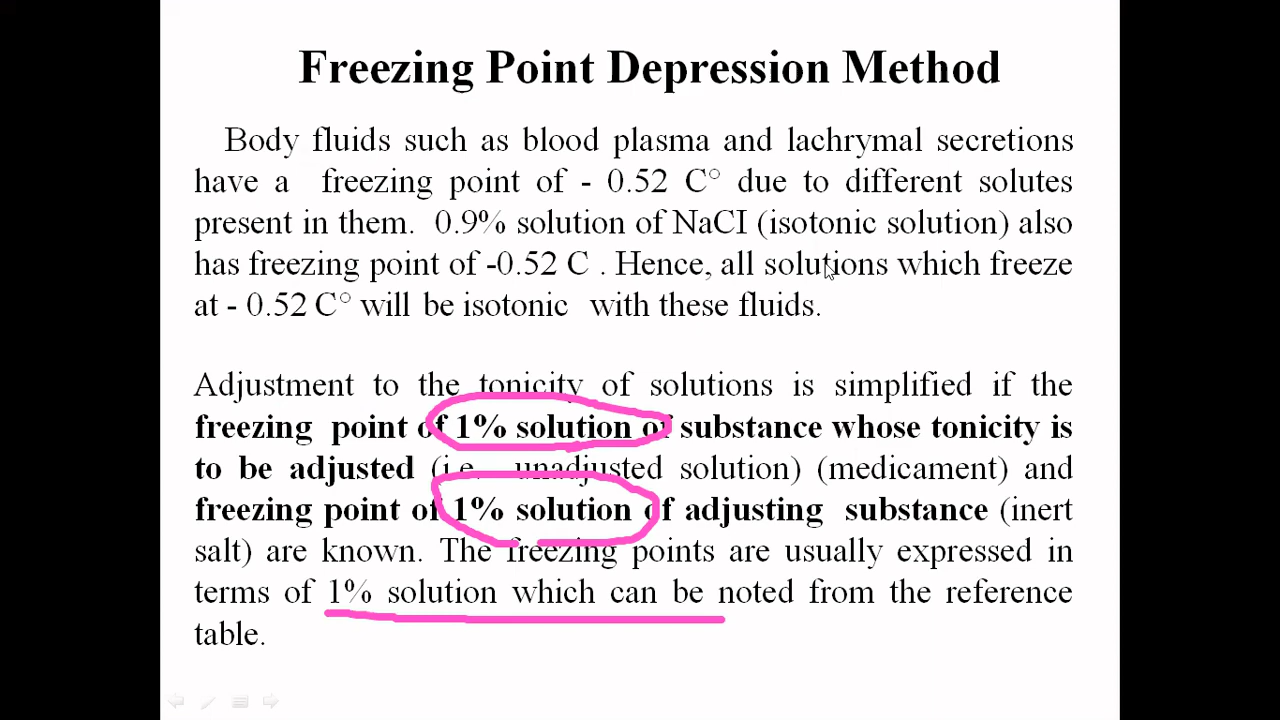 Freezing Point Depression Method
Body fluids such as blood plasma and lachrymal secretions
have a freezing point of - 0.52 C° due to different solutes
present in them. 0.9% solution of NaCI (isotonic solution) also
has freezing point of -0.52 C . Hence, all solutions which freeze
at - 0.52 C° will be isotonic with these fluids.
Adjustment to the tonicity of solutions is simplified if the
freezing point of 1% solution of substance whose tonicity is
to be adjusted (i.e. unadjusted solution) (medicament) and
freezing point of 1% solution of adjusting substance (inert
salt) are known. The freezing points are usually expressed in
terms of 1% solution which can be noted from the reference
table.